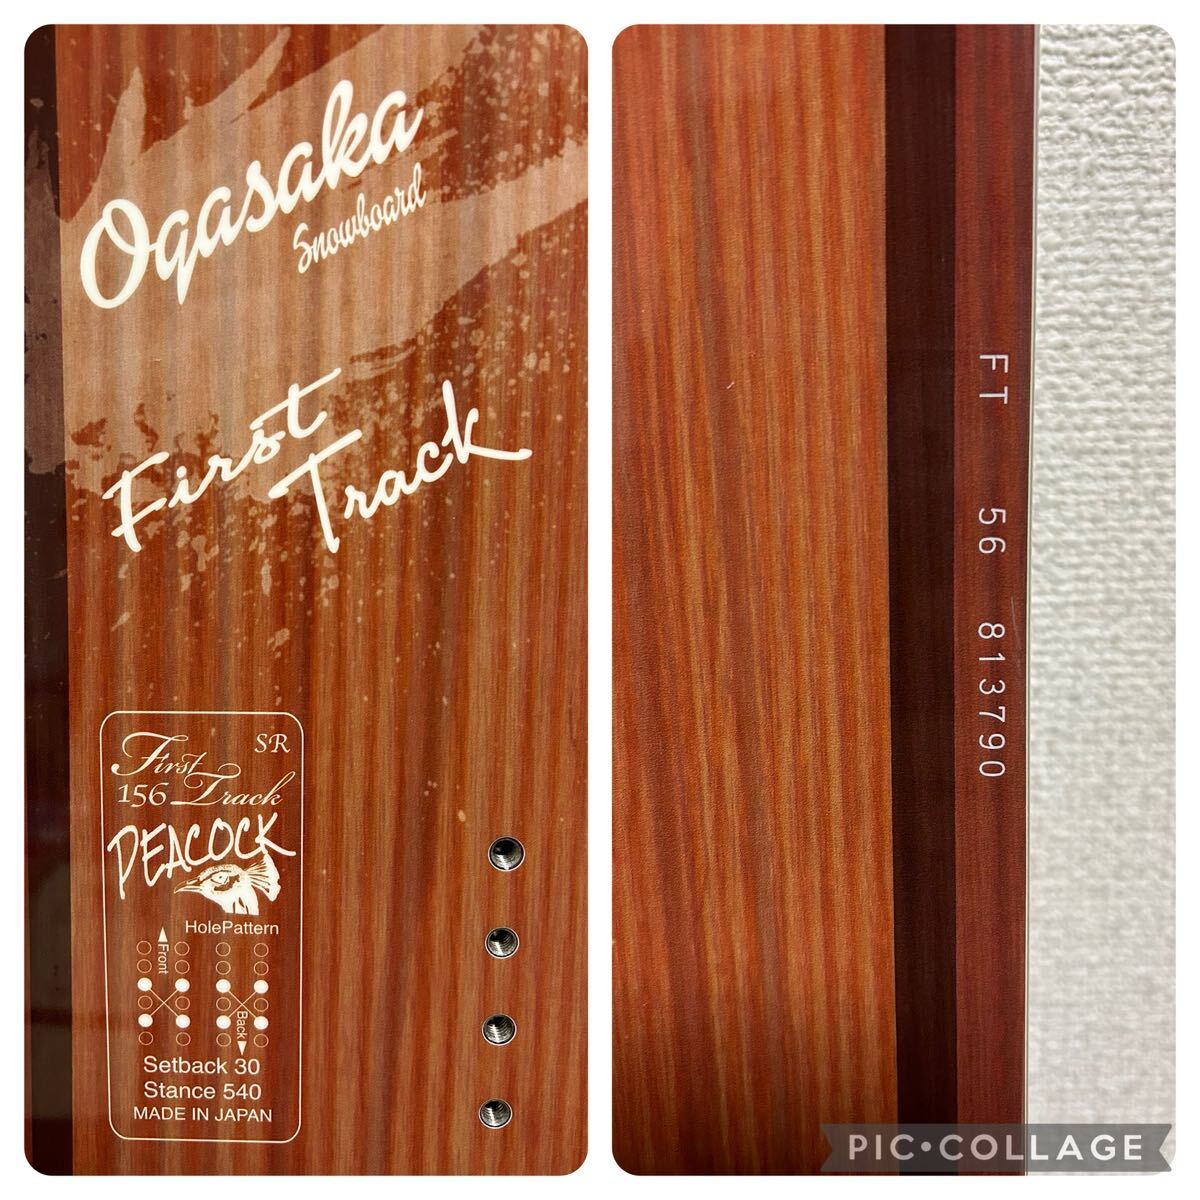 Ogasaka
Snowboard
First
Track
SR
First
156 Track
PEACOCK
HolePattern
Front
Back
Setback 30
Stance 540
MADE IN JAPAN
FT 56 813790
PIC•COLLAGE